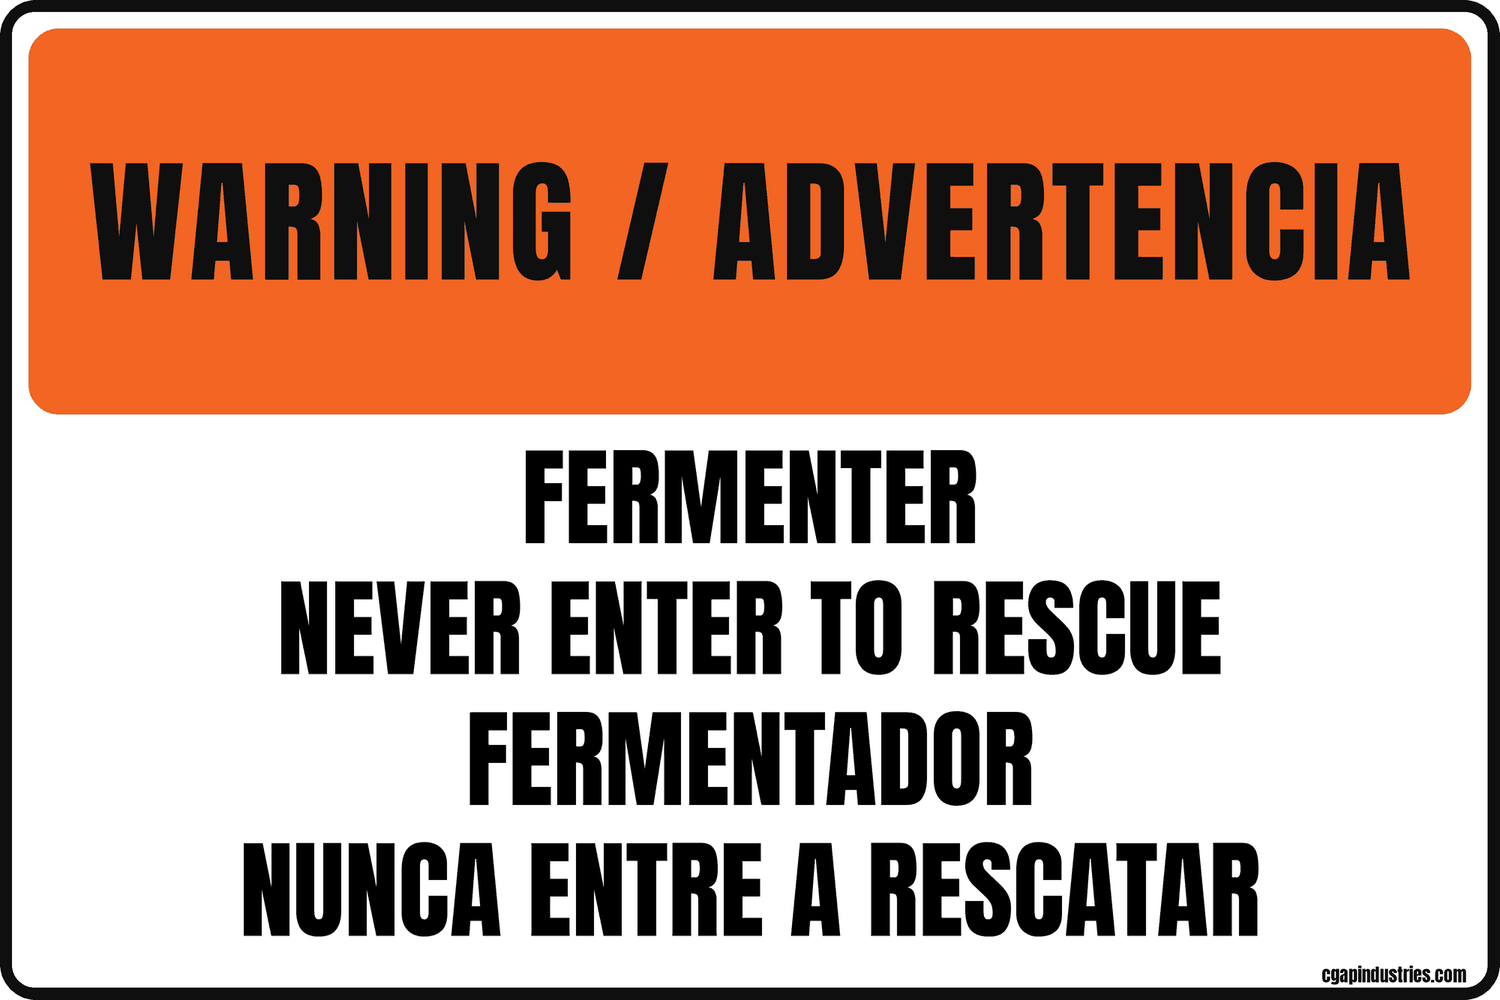 WARNING / ADVERTENCIA
FERMENTER
NEVER ENTER TO RESCUE
FERMENTADOR
NUNCA ENTRE A RESCATAR
cgapindustries.com